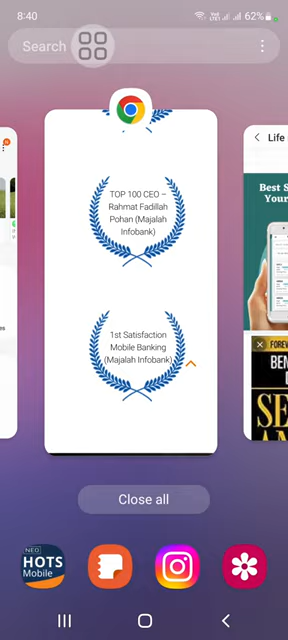 8:40
62%
Search
TOP 100 CEO –
Rahmat Fadillah
Pohan (Majalah
Infobank)
1st Satisfaction
Mobile Banking
(Majalah Infobank)
Life
Best S
Your
FOREV
BEN
SE
Close all
NEO
HOTS
Mobile